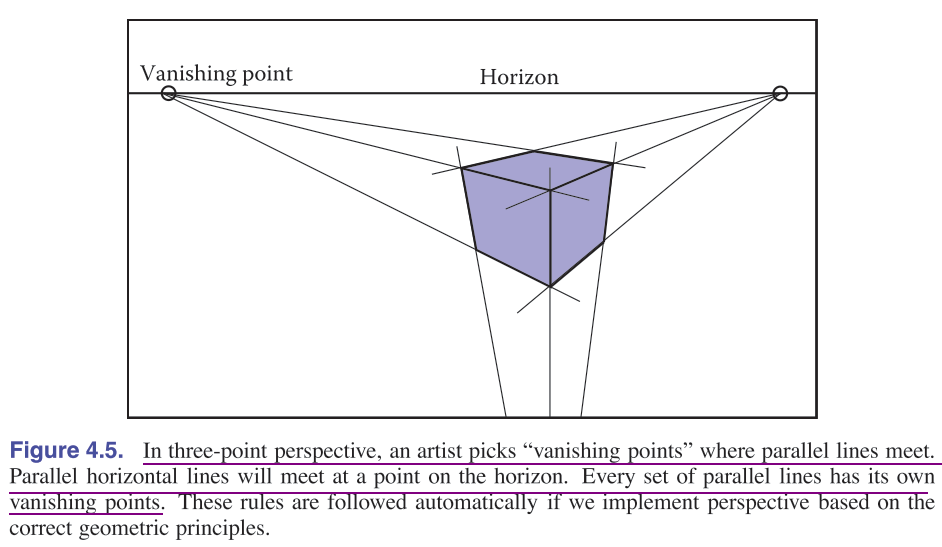 Vanishing point
Horizon
Figure 4.5. In three-point perspective, an artist picks “vanishing points” where parallel lines meet.
Parallel horizontal lines will meet at a point on the horizon. Every set of parallel lines has its own
vanishing points. These rules are followed automatically if we implement perspective based on the
correct geometric principles.